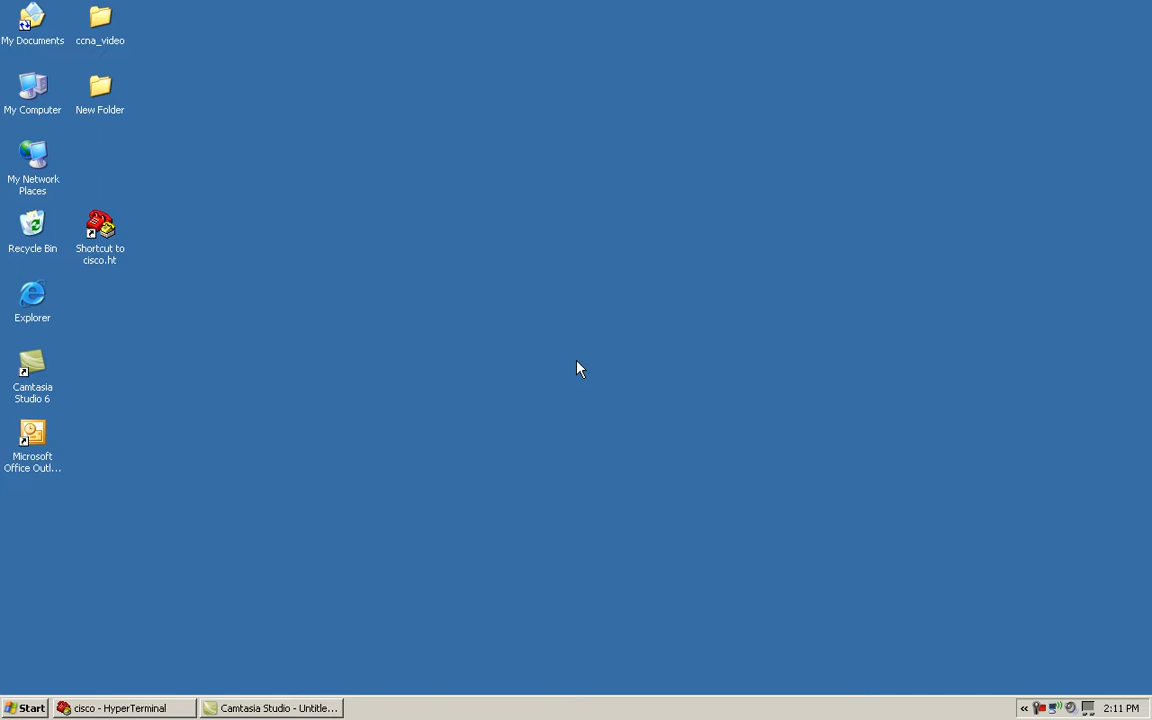 My Documents
ccna_video
My Computer
New Folder
My Network
Places
Recycle Bin
Shortcut to
cisco.ht
Explorer
Camtasia
Studio 6
Microsoft
Office Outl...
Start
cisco - HyperTerminal
Camtasia Studio - Untitle...
«
2:11 PM